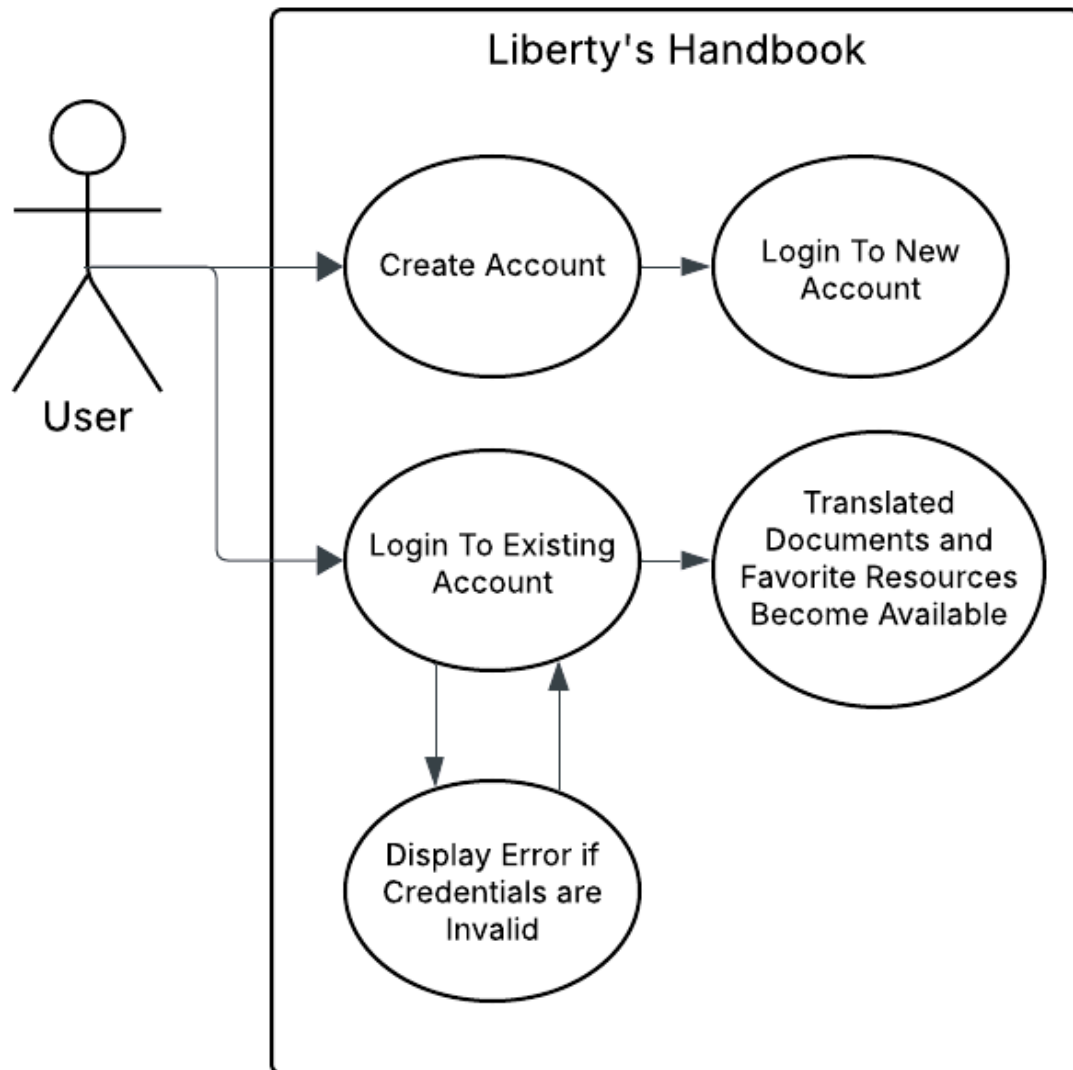 Liberty's Handbook
Create Account
Login To New
Account
User
Login To Existing
Account
Translated
Documents and
Favorite Resources
Become Available
Display Error if
Credentials are
Invalid